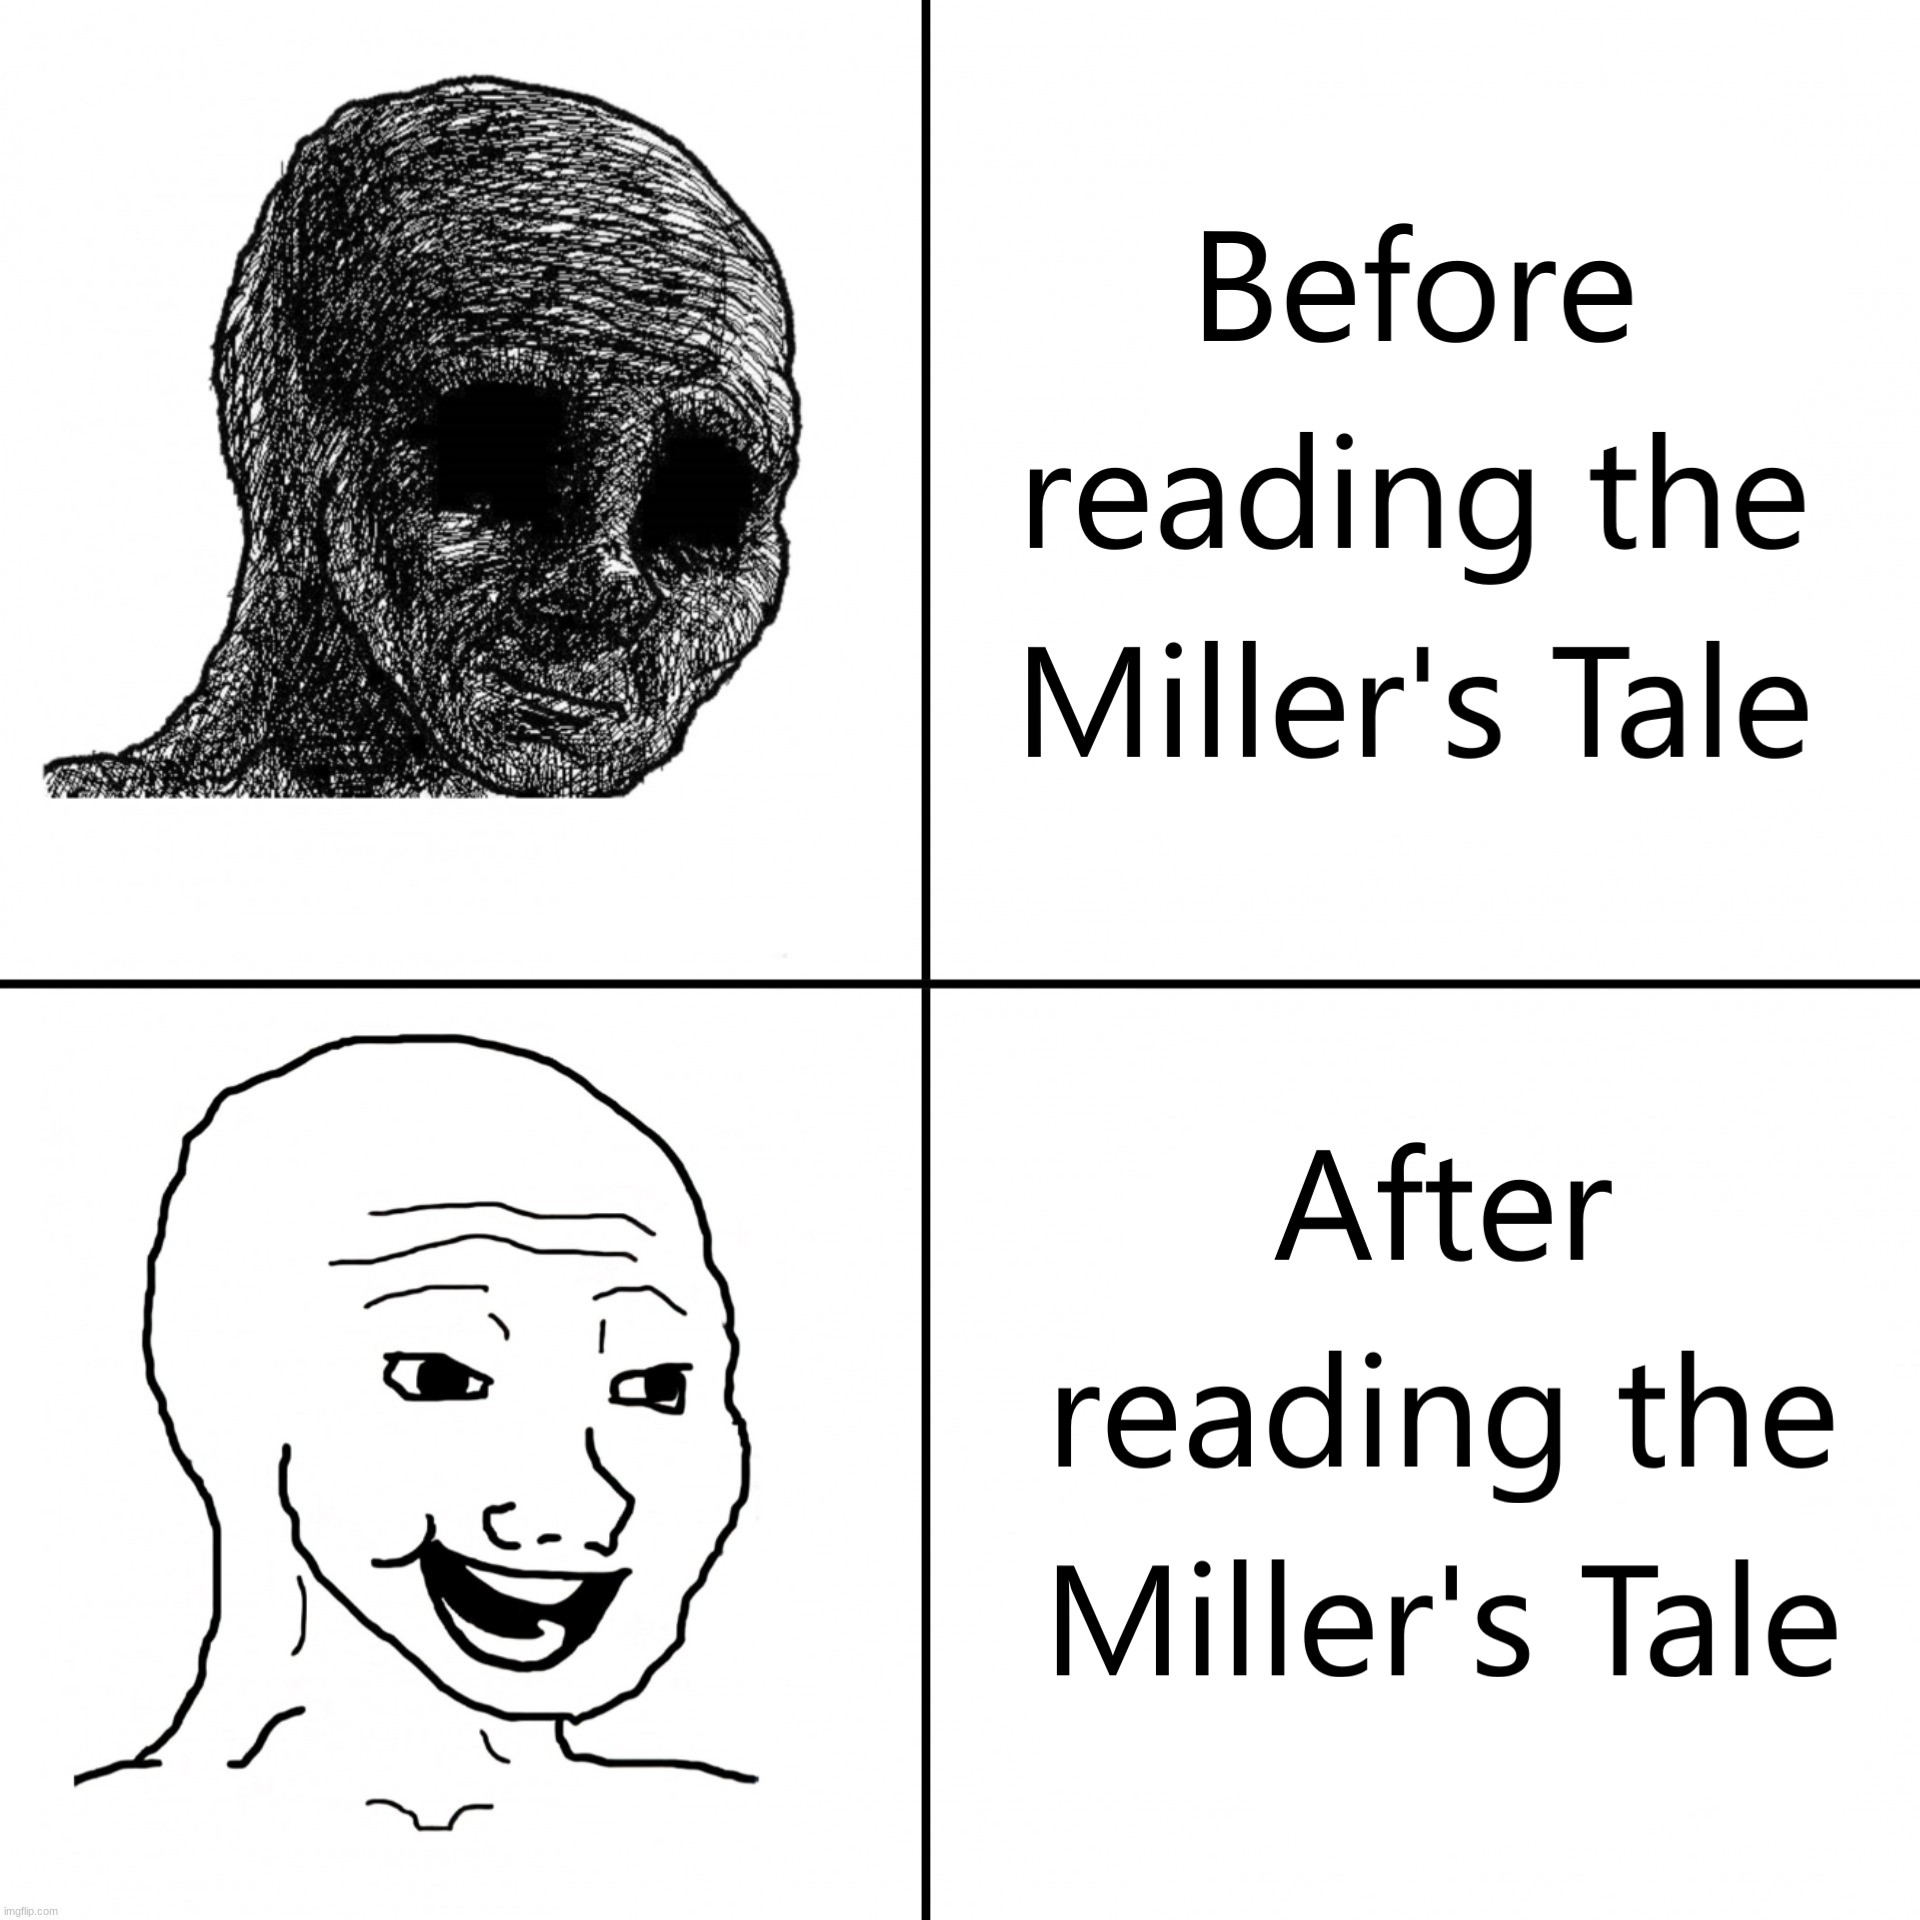 Before
reading the
Miller's Tale
After
reading the
Miller's Tale
imgflip.com